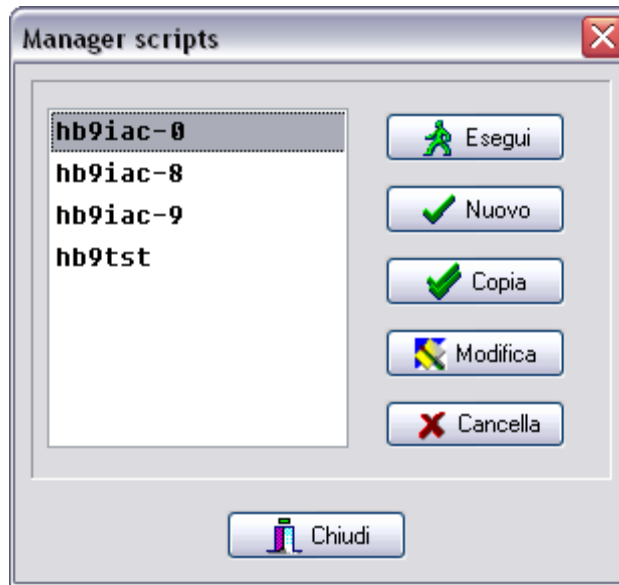 Manager scripts
hb9iac-0
hb9iac-8
hb9iac-9
hb9tst
Esegui
Nuovo
Copia
Modifica
Cancella
Chiudi